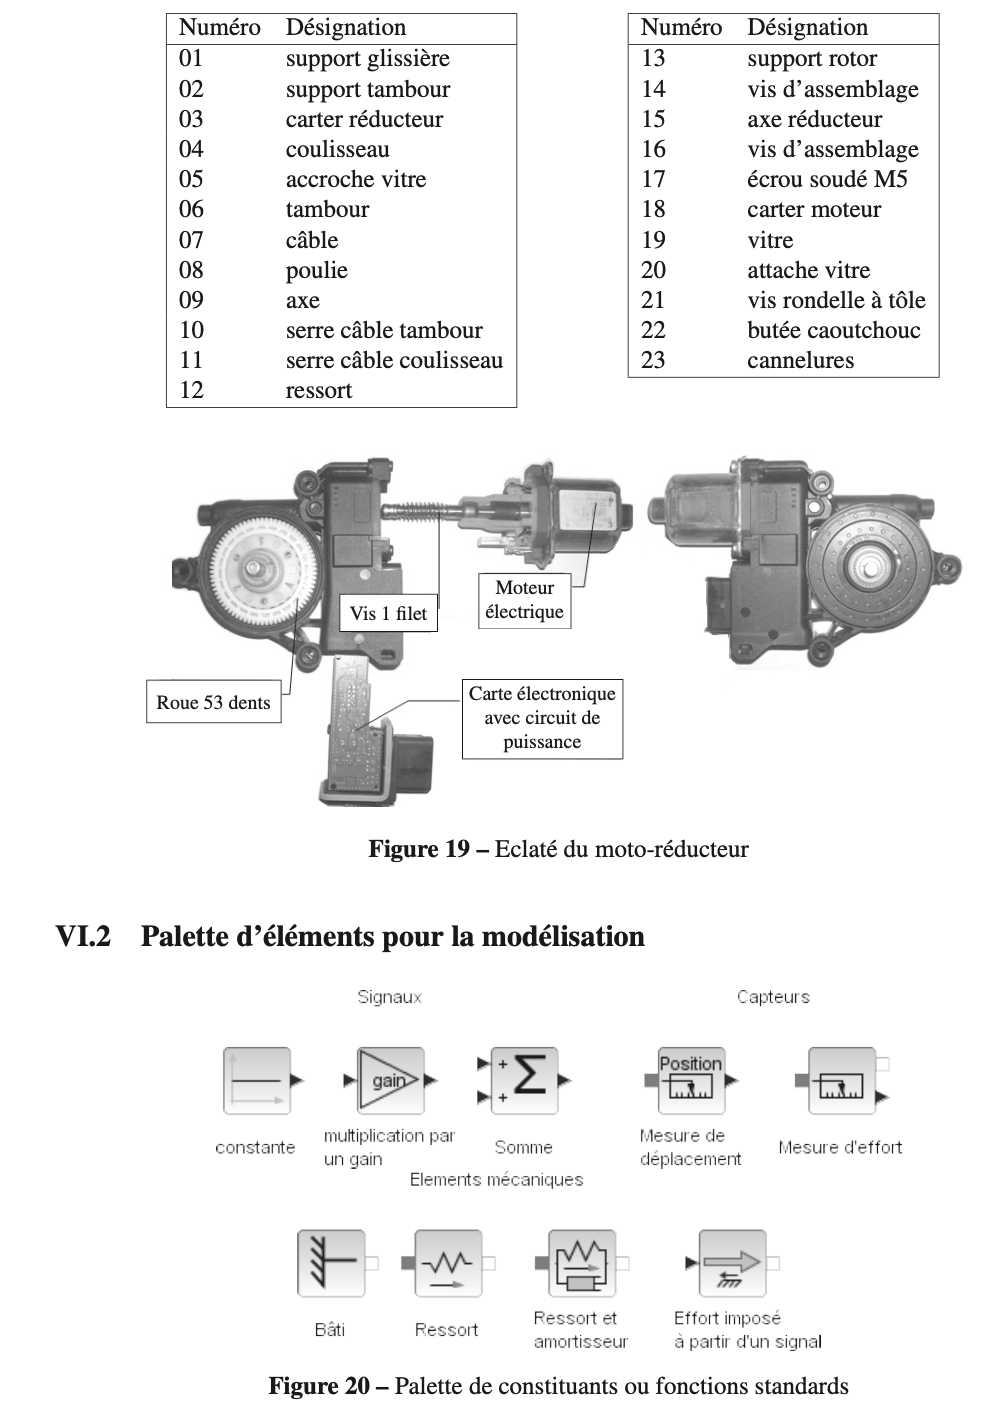 Numéro Désignation
01 support glissière
02 support tambour
03 carter réducteur
04 coulisseau
05 accroche vitre
06 tambour
07 câble
08 poulie
09 axe
10 serre câble tambour
11 serre câble coulisseau
12 ressort
Numéro Désignation
13 support rotor
14 vis d'assemblage
15 axe réducteur
16 vis d'assemblage
17 écrou soudé M5
18 carter moteur
19 vitre
20 attache vitre
21 vis rondelle à tôle
22 butée caoutchouc
23 cannelures
Moteur
électrique
Vis 1 filet
Roue 53 dents
Carte électronique
avec circuit de
puissance
Figure 19 – Eclaté du moto-réducteur
VI.2 Palette d'éléments pour la modélisation
Signaux
Capteurs
gain
+
+
Σ
Position
constante
multiplication par
un gain
Somme
Mesure de
déplacement
Mesure d'effort
Elements mécaniques
Bâti
Ressort
Ressort et
amortisseur
Effort imposé
à partir d'un signal
Figure 20 – Palette de constituants ou fonctions standards